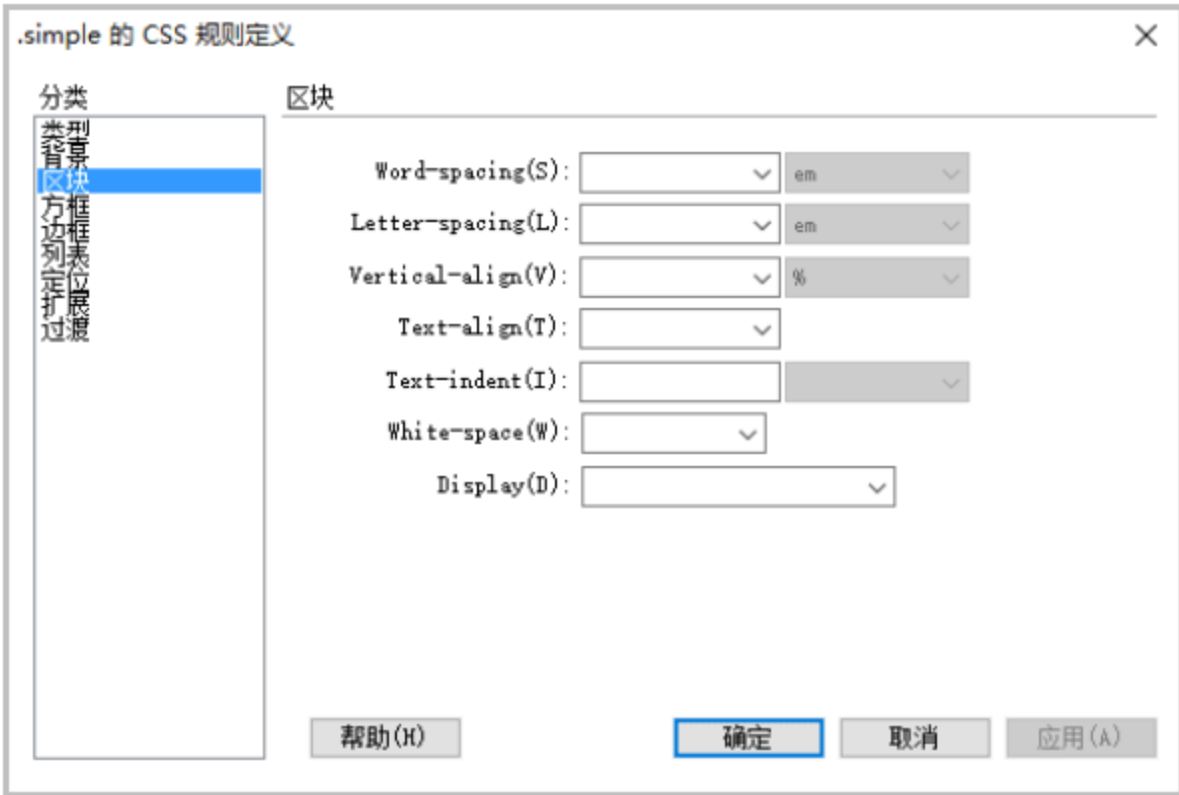 .simple 的 CSS 规则定义
分类
类型
背景
区块
方框
边框
列表
定位
扩展
过渡
区块
Word-spacing(S):
em
Letter-spacing(L):
em
Vertical-align(V):
%
Text-align(T):
Text-indent(I):
White-space(W):
Display(D):
帮助(H)
确定
取消
应用(A)